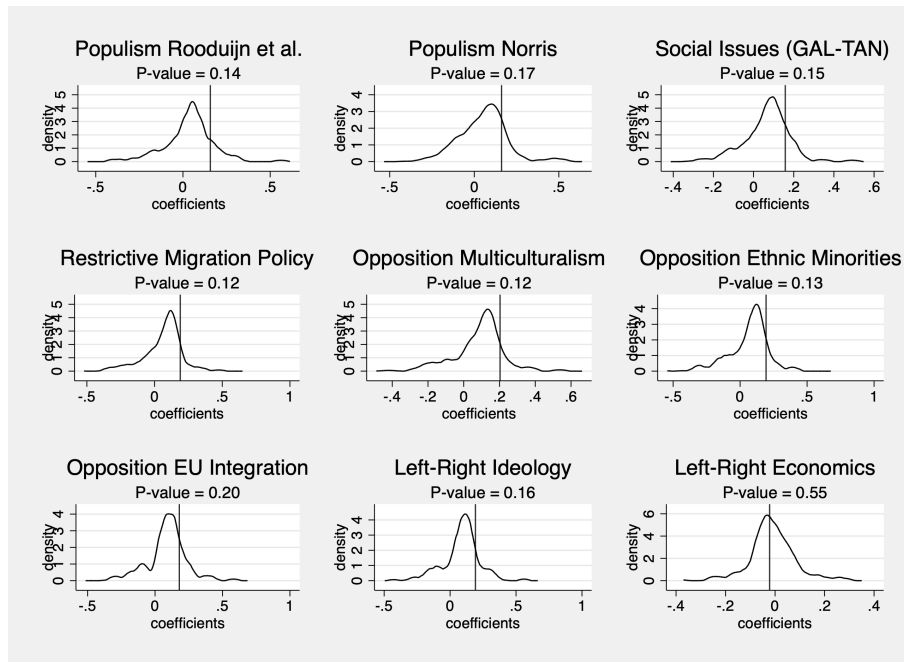 Populism Rooduijn et al.
P-value = 0.14
density
0 1 2 3 4 5
-.5 0 .5
coefficients
Populism Norris
P-value = 0.17
density
0 1 2 3 4
-.5 0 .5
coefficients
Social Issues (GAL-TAN)
P-value = 0.15
density
0 1 2 3 4 5
-.4 -.2 0 .2 .4 .6
coefficients
Restrictive Migration Policy
P-value = 0.12
density
0 1 2 3 4 5
-.5 0 .5 1
coefficients
Opposition Multiculturalism
P-value = 0.12
density
0 1 2 3 4 5
-.4 -.2 0 .2 .4 .6
coefficients
Opposition Ethnic Minorities
P-value = 0.13
density
0 1 2 3 4
-.5 0 .5 1
coefficients
Opposition EU Integration
P-value = 0.20
density
0 1 2 3 4
-.5 0 .5 1
coefficients
Left-Right Ideology
P-value = 0.16
density
0 1 2 3 4
-.5 0 .5 1
coefficients
Left-Right Economics
P-value = 0.55
density
0 2 4 6
-.4 -.2 0 .2 .4
coefficients